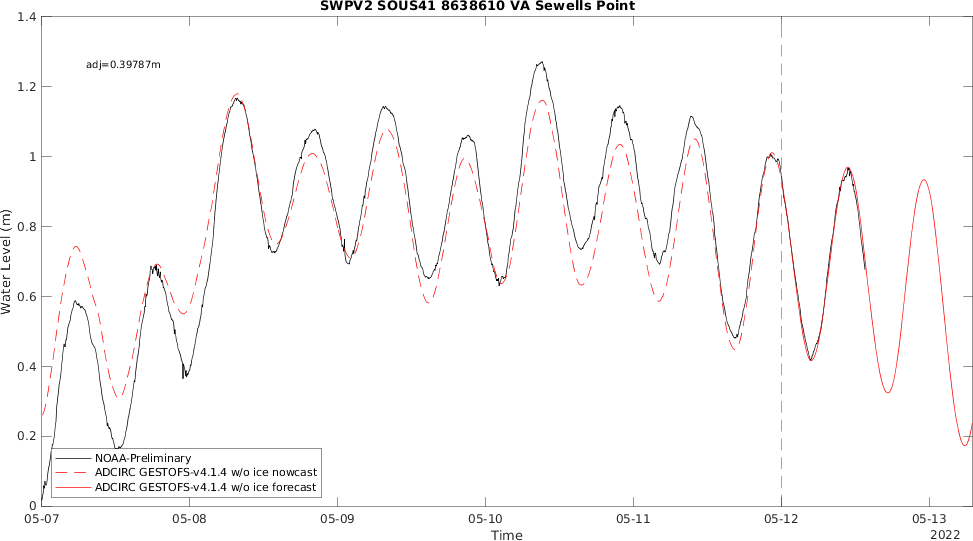 SWPV2 SOUS41 8638610 VA Sewells Point
1.4
1.2
1
0.8
0.6
0.4
0.2
0
Water Level (m)
adj=0.39787m
NOAA-Preliminary
ADCIRC GESTOFS-v4.1.4 w/o ice nowcast
ADCIRC GESTOFS-v4.1.4 w/o ice forecast
05-07 05-08 05-09 05-10 05-11 05-12 05-13
Time
2022